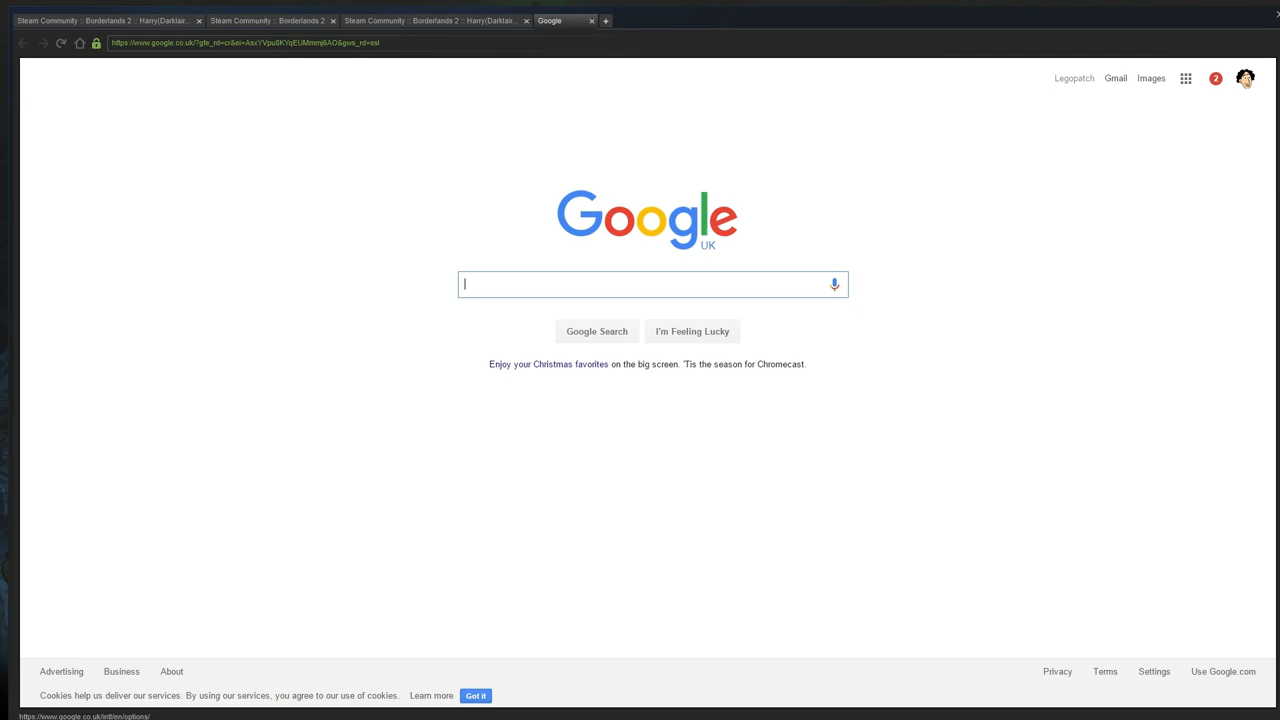 Steam Community :: Borderlands 2 :: Harry(Darklair...
Steam Community :: Borderlands 2
Steam Community :: Borderlands 2 :: Harry(Darklair...
Google
https://www.google.co.uk/?gfe_rd=cr&ei=AsxYVpu8KYqEUMmmj6AO&gws_rd=ssl
Legopatch Gmail Images 2
Google
UK
Google Search I'm Feeling Lucky
Enjoy your Christmas favorites on the big screen. 'Tis the season for Chromecast.
Advertising Business About Privacy Terms Settings Use Google.com
Cookies help us deliver our services. By using our services, you agree to our use of cookies. Learn more Got it
https://www.google.co.uk/intl/en/options/